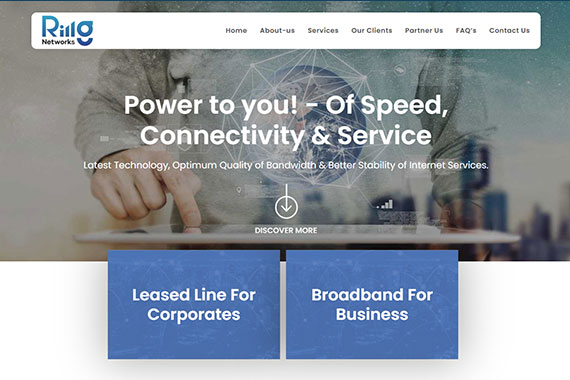 Ring
Networks
Home About-us Services Our Clients Partner Us FAQ's Contact Us
Power to you! - Of Speed,
Connectivity & Service
Latest Technology, Optimum Quality of Bandwidth & Better Stability of Internet Services.
DISCOVER MORE
Leased Line For
Corporates
Broadband For
Business